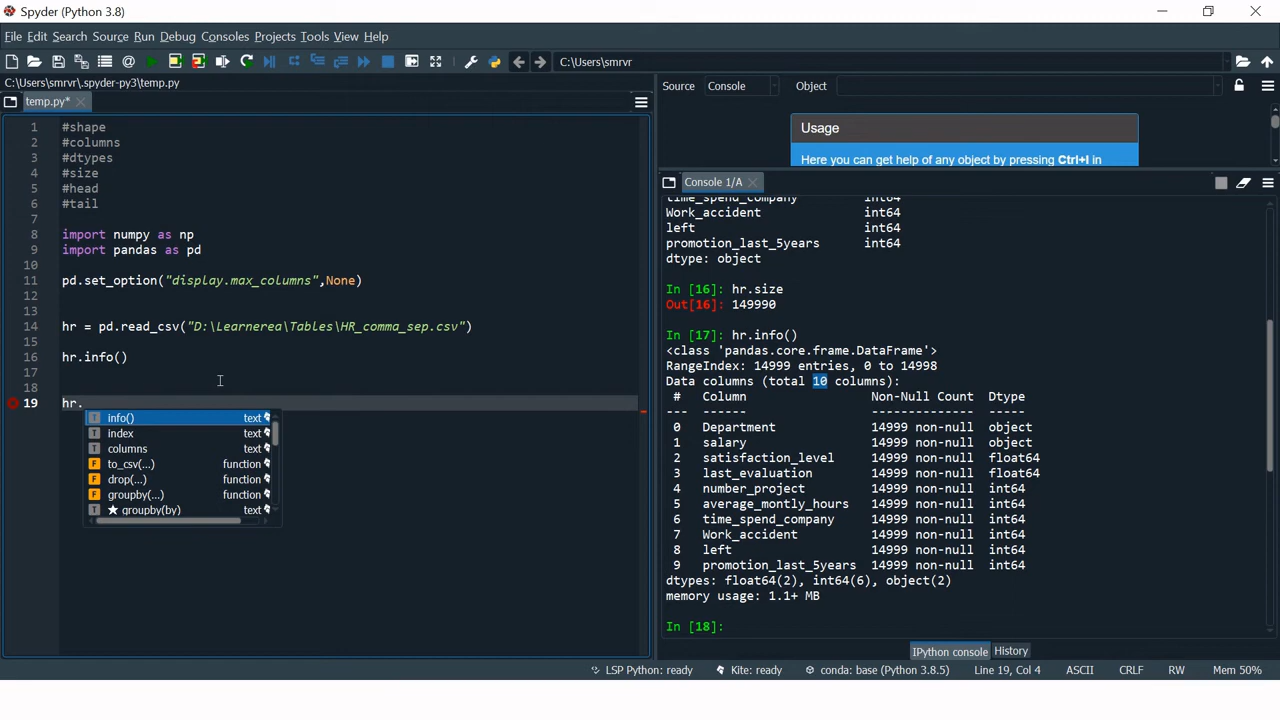 Spyder (Python 3.8)
File Edit Search Source Run Debug Consoles Projects Tools View Help
C:\Users\smrvr
C:\Users\smrvr\.spyder-py3\temp.py
temp.py*
1 #shape
2 #columns
3 #dtypes
4 #size
5 #head
6 #tail
7
8 import numpy as np
9 import pandas as pd
10
11 pd.set_option("display.max_columns",None)
12
13
14 hr = pd.read_csv("D:\Learnerea\Tables\HR_comma_sep.csv")
15
16 hr.info()
17
18
19 hr.
info() text
index text
columns text
to_csv(...) function
drop(...) function
groupby(...) function
★ groupby(by) text
Source Console Object
Usage
Here you can get help of any object by pressing Ctrl+I in
Console 1/A
time_spend_company int64
Work_accident int64
left int64
promotion_last_5years int64
dtype: object
In [16]: hr.size
Out[16]: 149990
In [17]: hr.info()
<class 'pandas.core.frame.DataFrame'>
RangeIndex: 14999 entries, 0 to 14998
Data columns (total 10 columns):
# Column Non-Null Count Dtype
--- ------ -------------- -----
0 Department 14999 non-null object
1 salary 14999 non-null object
2 satisfaction_level 14999 non-null float64
3 last_evaluation 14999 non-null float64
4 number_project 14999 non-null int64
5 average_montly_hours 14999 non-null int64
6 time_spend_company 14999 non-null int64
7 Work_accident 14999 non-null int64
8 left 14999 non-null int64
9 promotion_last_5years 14999 non-null int64
dtypes: float64(2), int64(6), object(2)
memory usage: 1.1+ MB
In [18]:
IPython console History
LSP Python: ready Kite: ready conda: base (Python 3.8.5) Line 19, Col 4 ASCII CRLF RW Mem 50%